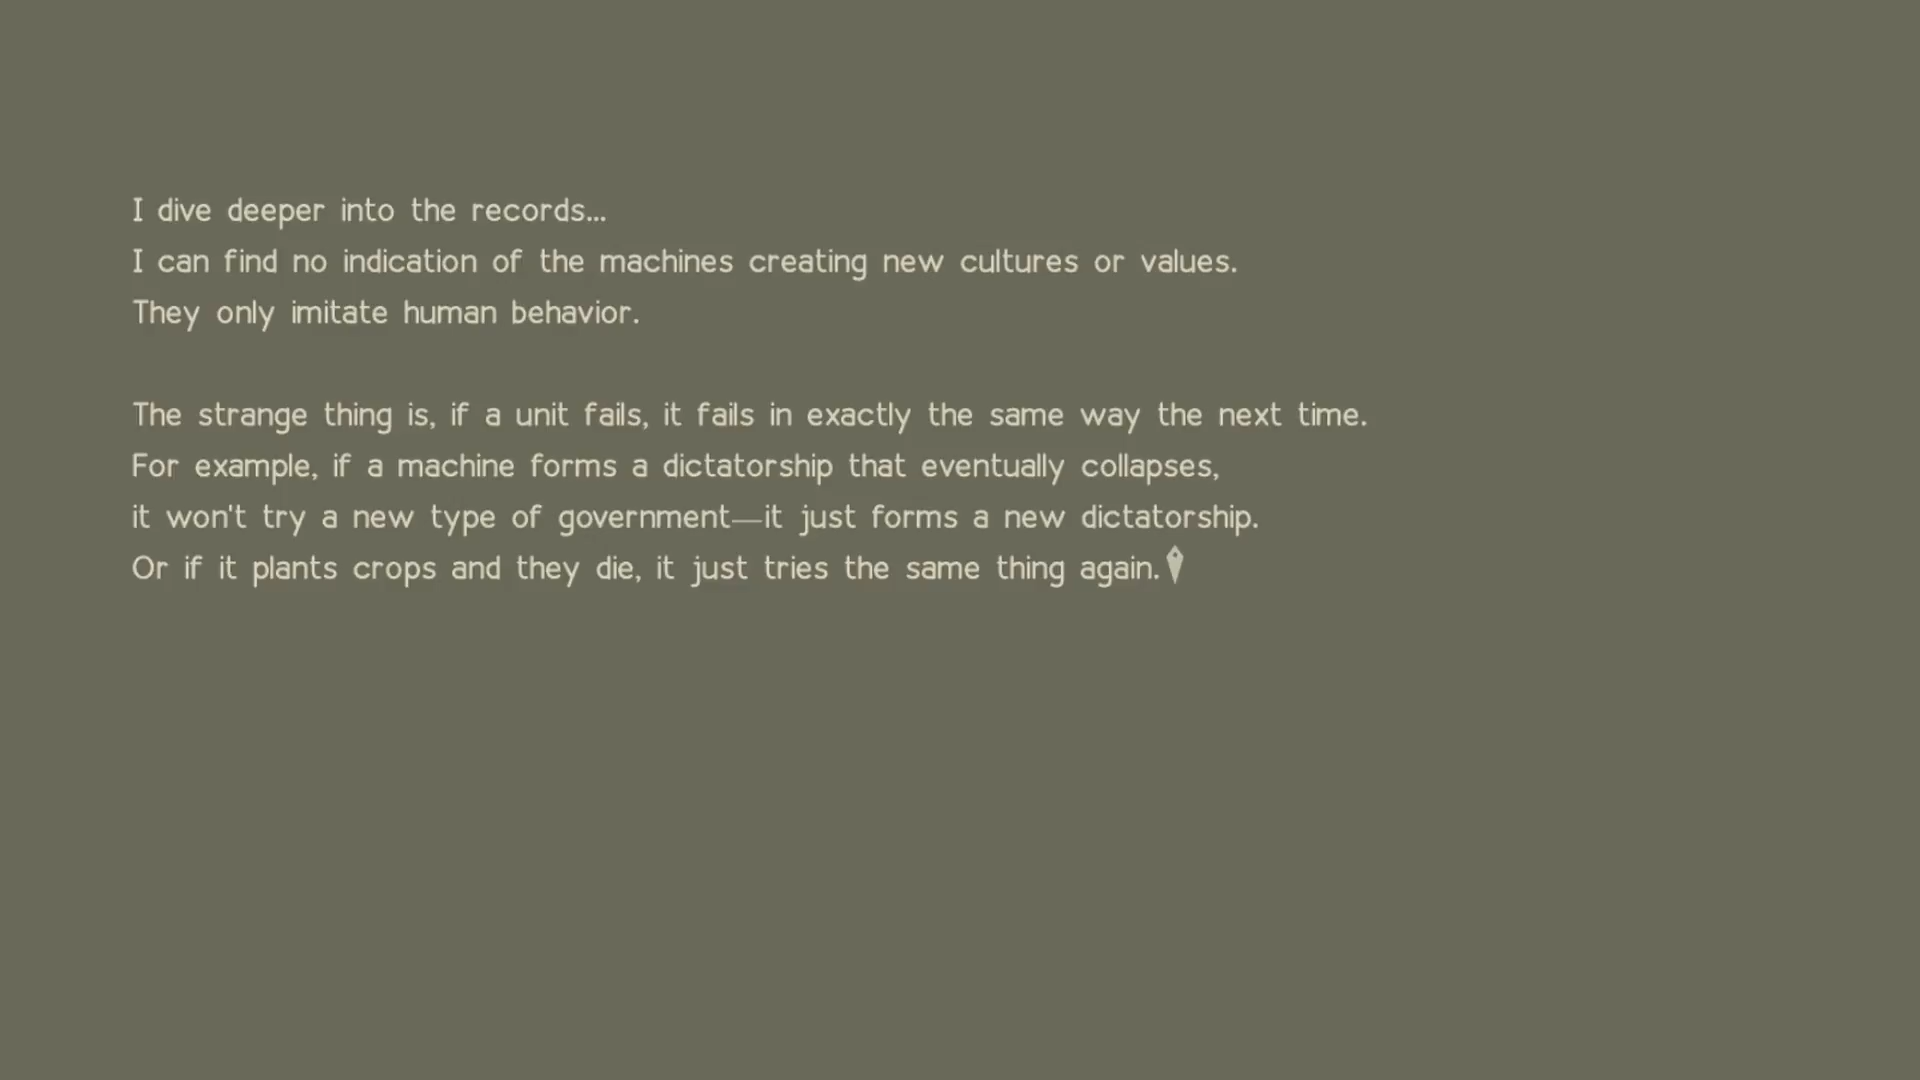 I dive deeper into the records...
I can find no indication of the machines creating new cultures or values.
They only imitate human behavior.
The strange thing is, if a unit fails, it fails in exactly the same way the next time.
For example, if a machine forms a dictatorship that eventually collapses,
it won't try a new type of government—it just forms a new dictatorship.
Or if it plants crops and they die, it just tries the same thing again.